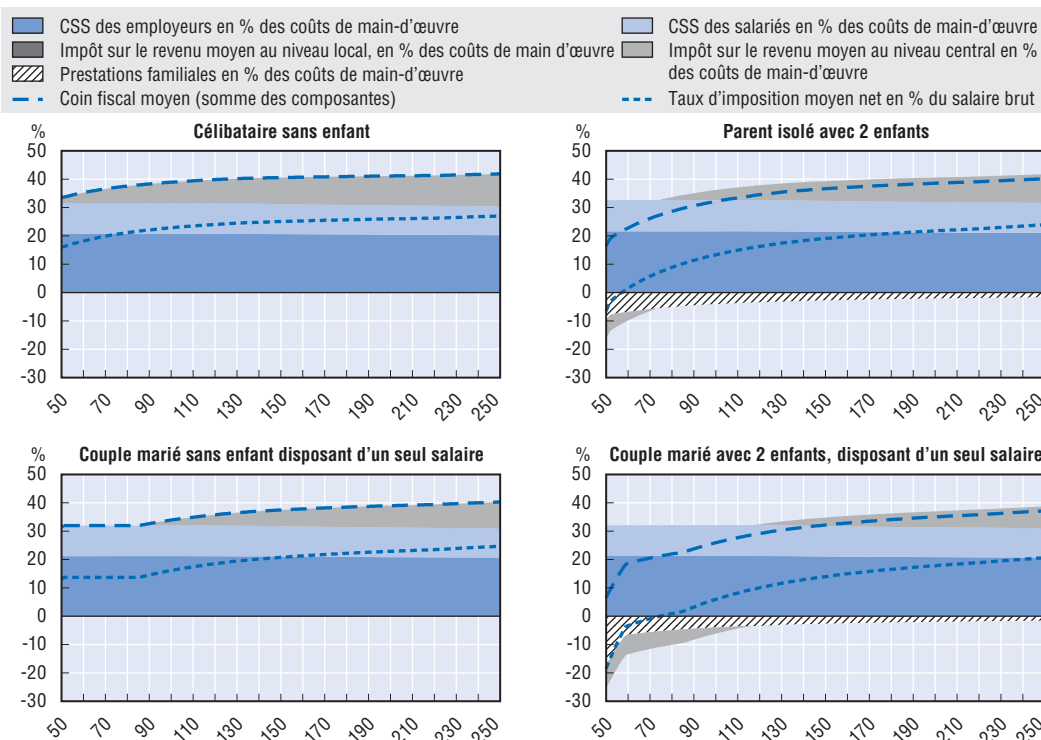 CSS des employeurs en % des coûts de main-d'œuvre
CSS des salariés en % des coûts de main-d'œuvre
Impôt sur le revenu moyen au niveau local, en % des coûts de main d'œuvre
Impôt sur le revenu moyen au niveau central en %
des coûts de main-d'œuvre
Prestations familiales en % des coûts de main-d'œuvre
Coin fiscal moyen (somme des composantes)
Taux d'imposition moyen net en % du salaire brut
%
Célibataire sans enfant
50
40
30
20
10
0
-10
-20
-30
50 70 90 110 130 150 170 190 210 230 250
%
Parent isolé avec 2 enfants
50
40
30
20
10
0
-10
-20
-30
50 70 90 110 130 150 170 190 210 230 250
%
Couple marié sans enfant disposant d'un seul salaire
50
40
30
20
10
0
-10
-20
-30
50 70 90 110 130 150 170 190 210 230 250
%
Couple marié avec 2 enfants, disposant d'un seul salaire
50
40
30
20
10
0
-10
-20
-30
50 70 90 110 130 150 170 190 210 230 250